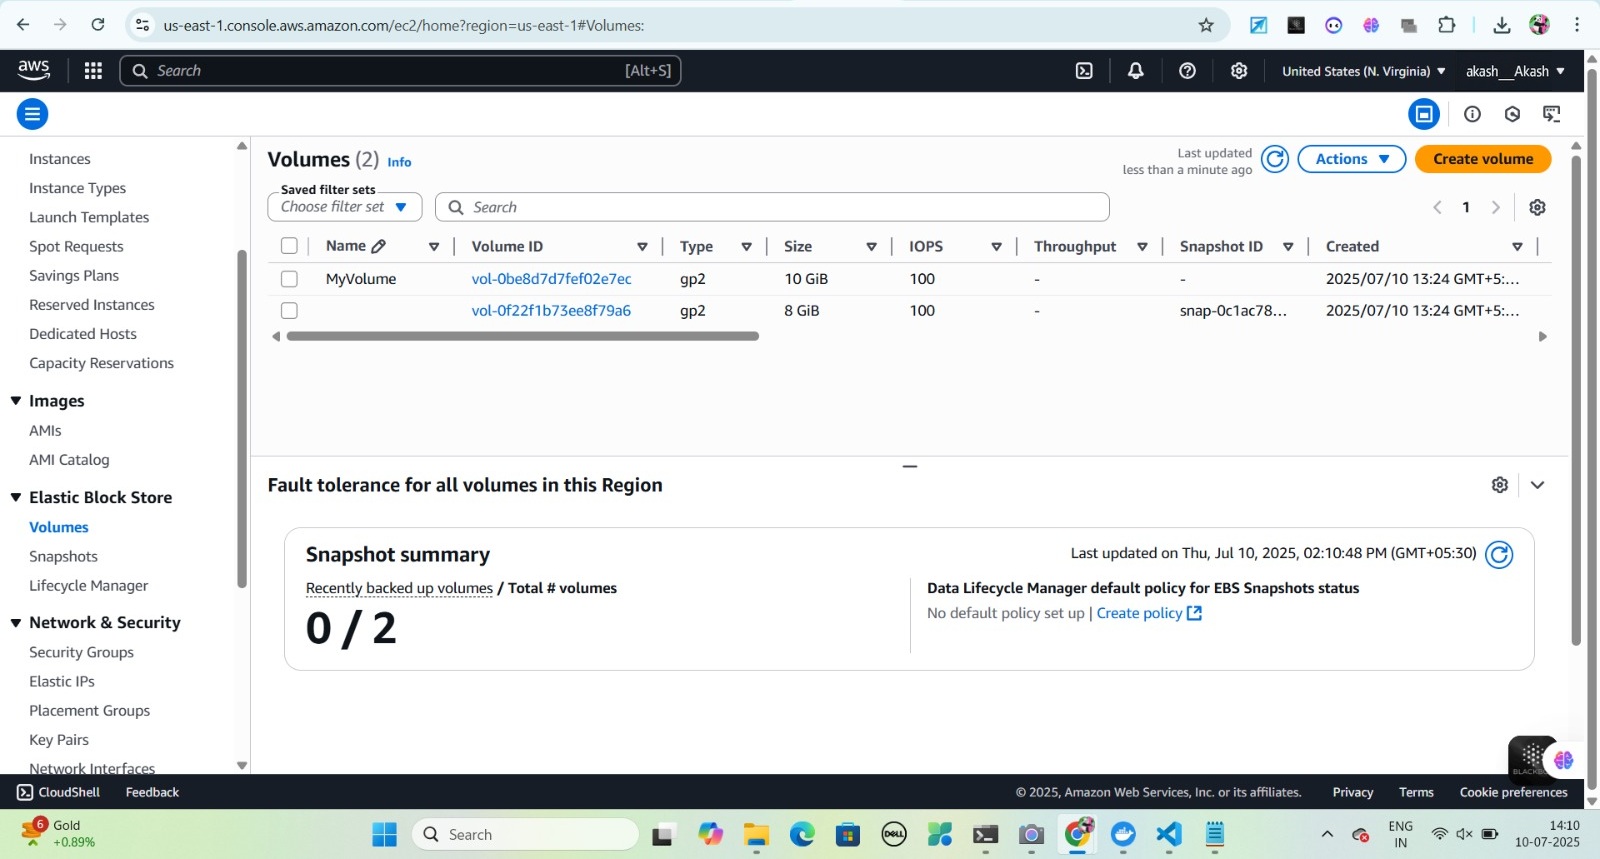 us-east-1.console.aws.amazon.com/ec2/home?region=us-east-1#Volumes:
aws
Search [Alt+S]
United States (N. Virginia)
akash__Akash
Instances
Instance Types
Launch Templates
Spot Requests
Savings Plans
Reserved Instances
Dedicated Hosts
Capacity Reservations
Images
AMIs
AMI Catalog
Elastic Block Store
Volumes
Snapshots
Lifecycle Manager
Network & Security
Security Groups
Elastic IPs
Placement Groups
Key Pairs
Network Interfaces
Volumes (2) Info
Last updated
less than a minute ago
Actions
Create volume
Saved filter sets
Choose filter set
Search
1
Name Volume ID Type Size IOPS Throughput Snapshot ID Created
MyVolume vol-0be8d7d7fef02e7ec gp2 10 GiB 100 - - 2025/07/10 13:24 GMT+5:...
vol-0f22f1b73ee8f79a6 gp2 8 GiB 100 - snap-0c1ac78... 2025/07/10 13:24 GMT+5:...
Fault tolerance for all volumes in this Region
Snapshot summary
Last updated on Thu, Jul 10, 2025, 02:10:48 PM (GMT+05:30)
Recently backed up volumes / Total # volumes
0 / 2
Data Lifecycle Manager default policy for EBS Snapshots status
No default policy set up | Create policy
CloudShell Feedback
© 2025, Amazon Web Services, Inc. or its affiliates. Privacy Terms Cookie preferences
6
Gold
+0.89%
Search
DELL
ENG
IN
14:10
10-07-2025